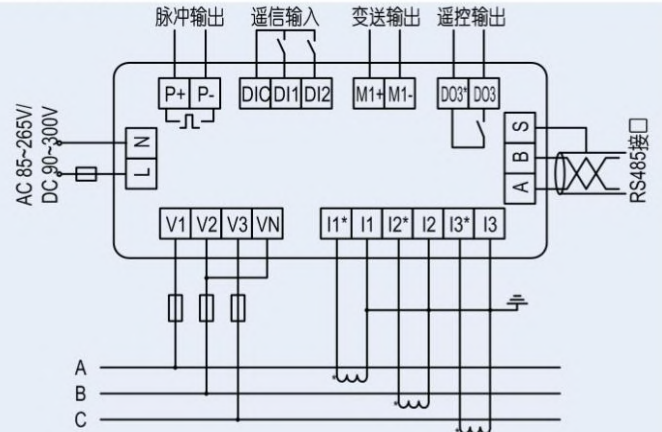 脉冲输出 遥信输入 变送输出 遥控输出
P+ P- DIC DI1 DI2 M1+ M1- DO3* DO3
AC 85~265V/
DC 90~300V
N
L
S
B
A
RS485接口
V1 V2 V3 VN I1* I1 I2* I2 I3* I3
A
*
B
*
C
*